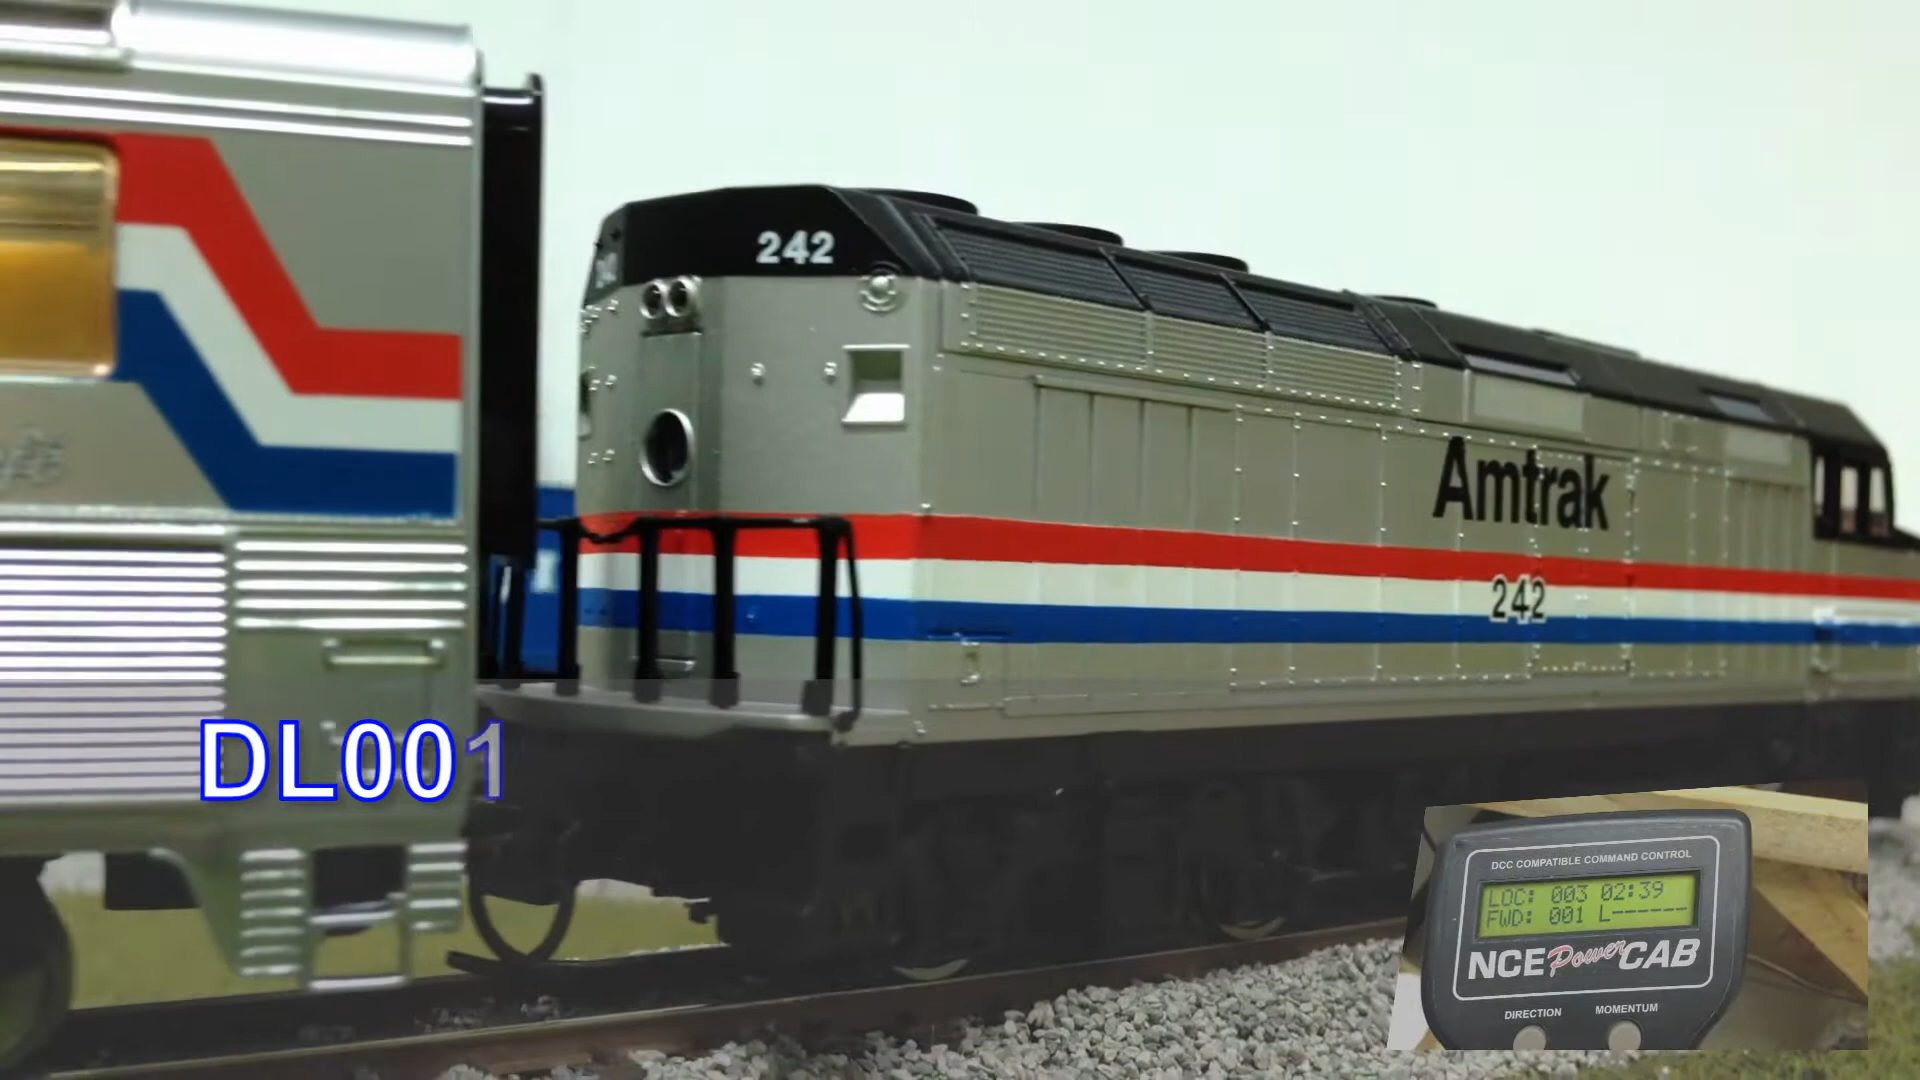 242
Amtrak
242
DL001
DCC COMPATIBLE COMMAND CONTROL
LOC: 003 02:39
FWD: 001 L------
NCE Power CAB
DIRECTION MOMENTUM